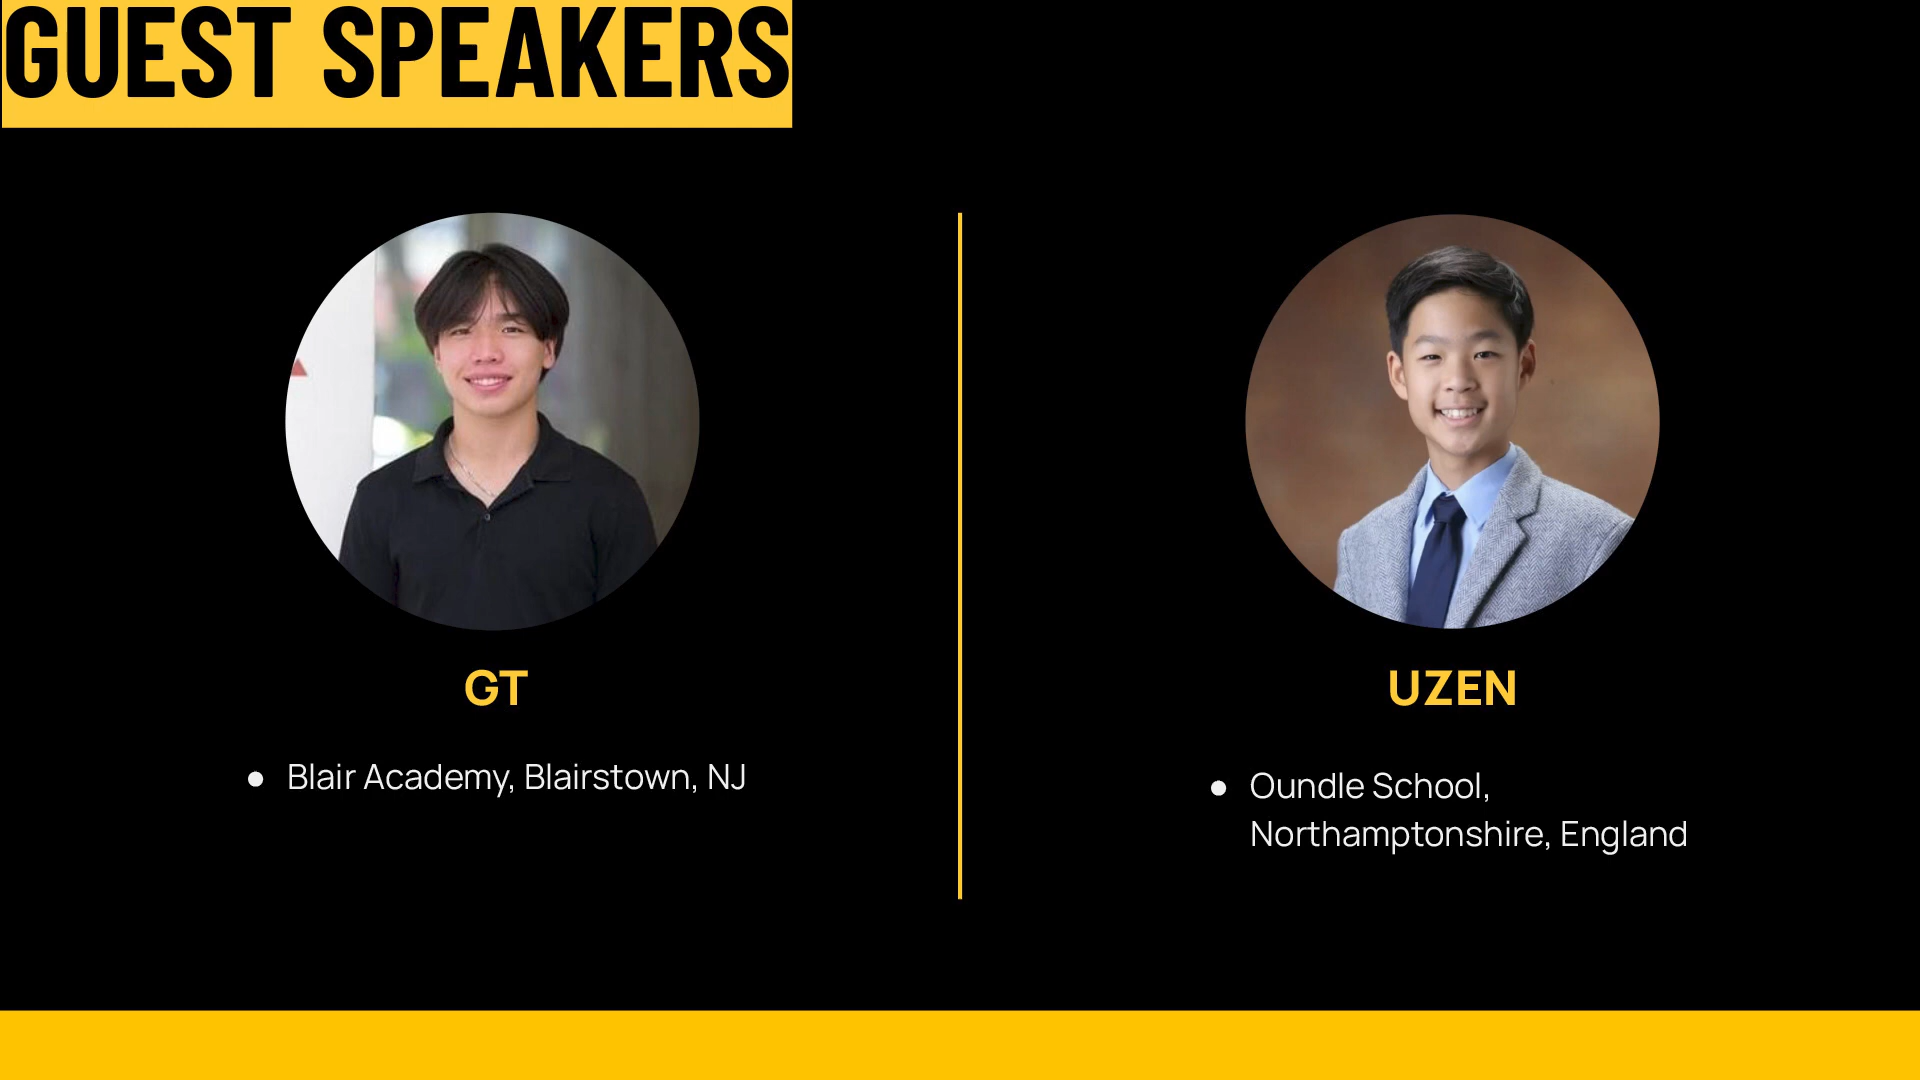 GUEST SPEAKERS
GT
● Blair Academy, Blairstown, NJ
UZEN
● Oundle School,
Northamptonshire, England